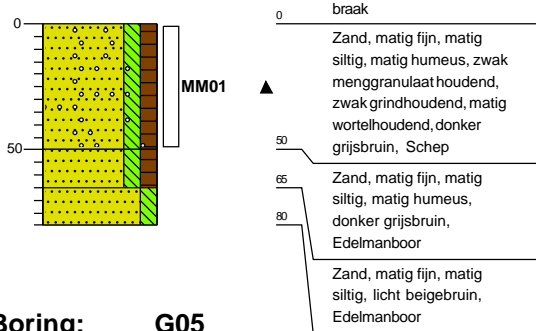 braak
0
0
Zand, matig fijn, matig
siltig, matig humeus, zwak
menggranulaathoudend,
zwak grindhoudend, matig
wortelhoudend, donker
grijsbruin, Schep
MM01
50
50
Zand, matig fijn, matig
siltig, matig humeus,
donker grijsbruin,
Edelmanboor
65
80
Zand, matig fijn, matig
siltig, licht beigebruin,
Edelmanboor
Boring: G05